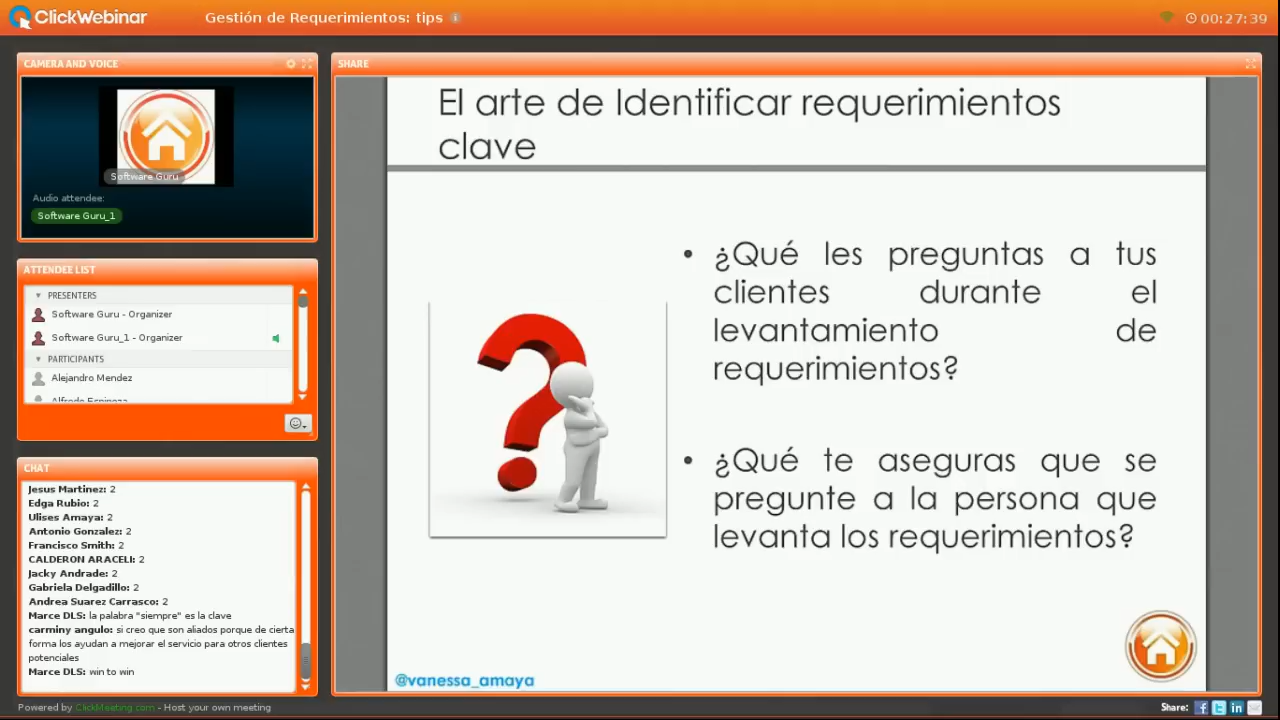 ClickWebinar
Gestión de Requerimientos: tips
00:27:39
CAMERA AND VOICE
Software Guru
Audio attendee:
Software Guru_1
ATTENDEE LIST
PRESENTERS
Software Guru - Organizer
Software Guru_1 - Organizer
PARTICIPANTS
Alejandro Mendez
Alfredo Espinoza
CHAT
Jesus Martinez: 2
Edga Rubio: 2
Ulises Amaya: 2
Antonio Gonzalez: 2
Francisco Smith: 2
CALDERON ARACELI: 2
Jacky Andrade: 2
Gabriela Delgadillo: 2
Andrea Suarez Carrasco: 2
Marce DLS: la palabra "siempre" es la clave
carminy angulo: si creo que son aliados porque de cierta
forma los ayudan a mejorar el servicio para otros clientes
potenciales
Marce DLS: win to win
SHARE
El arte de Identificar requerimientos
clave
• ¿Qué les preguntas a tus
clientes durante el
levantamiento de
requerimientos?
• ¿Qué te aseguras que se
pregunte a la persona que
levanta los requerimientos?
@vanessa_amaya
Powered by ClickMeeting.com - Host your own meeting
Share: